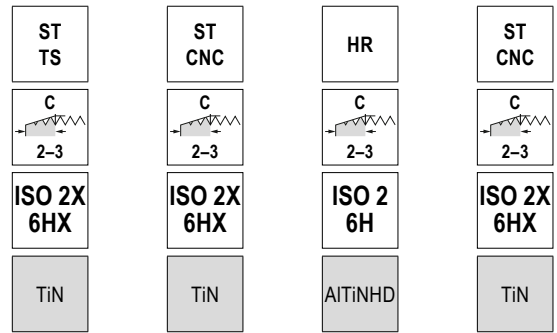 ST ST HR ST
TS CNC CNC
C C C C
2–3 2–3 2–3 2–3
ISO 2X ISO 2X ISO 2 ISO 2X
6HX 6HX 6H 6HX
TiN TiN AlTiNHD TiN